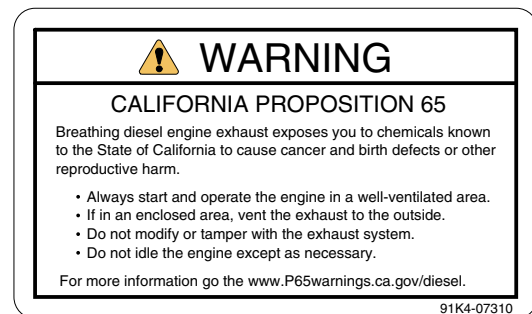 WARNING
CALIFORNIA PROPOSITION 65
Breathing diesel engine exhaust exposes you to chemicals known
to the State of California to cause cancer and birth defects or other
reproductive harm.
• Always start and operate the engine in a well-ventilated area.
• If in an enclosed area, vent the exhaust to the outside.
• Do not modify or tamper with the exhaust system.
• Do not idle the engine except as necessary.
For more information go the www.P65warnings.ca.gov/diesel.
91K4-07310